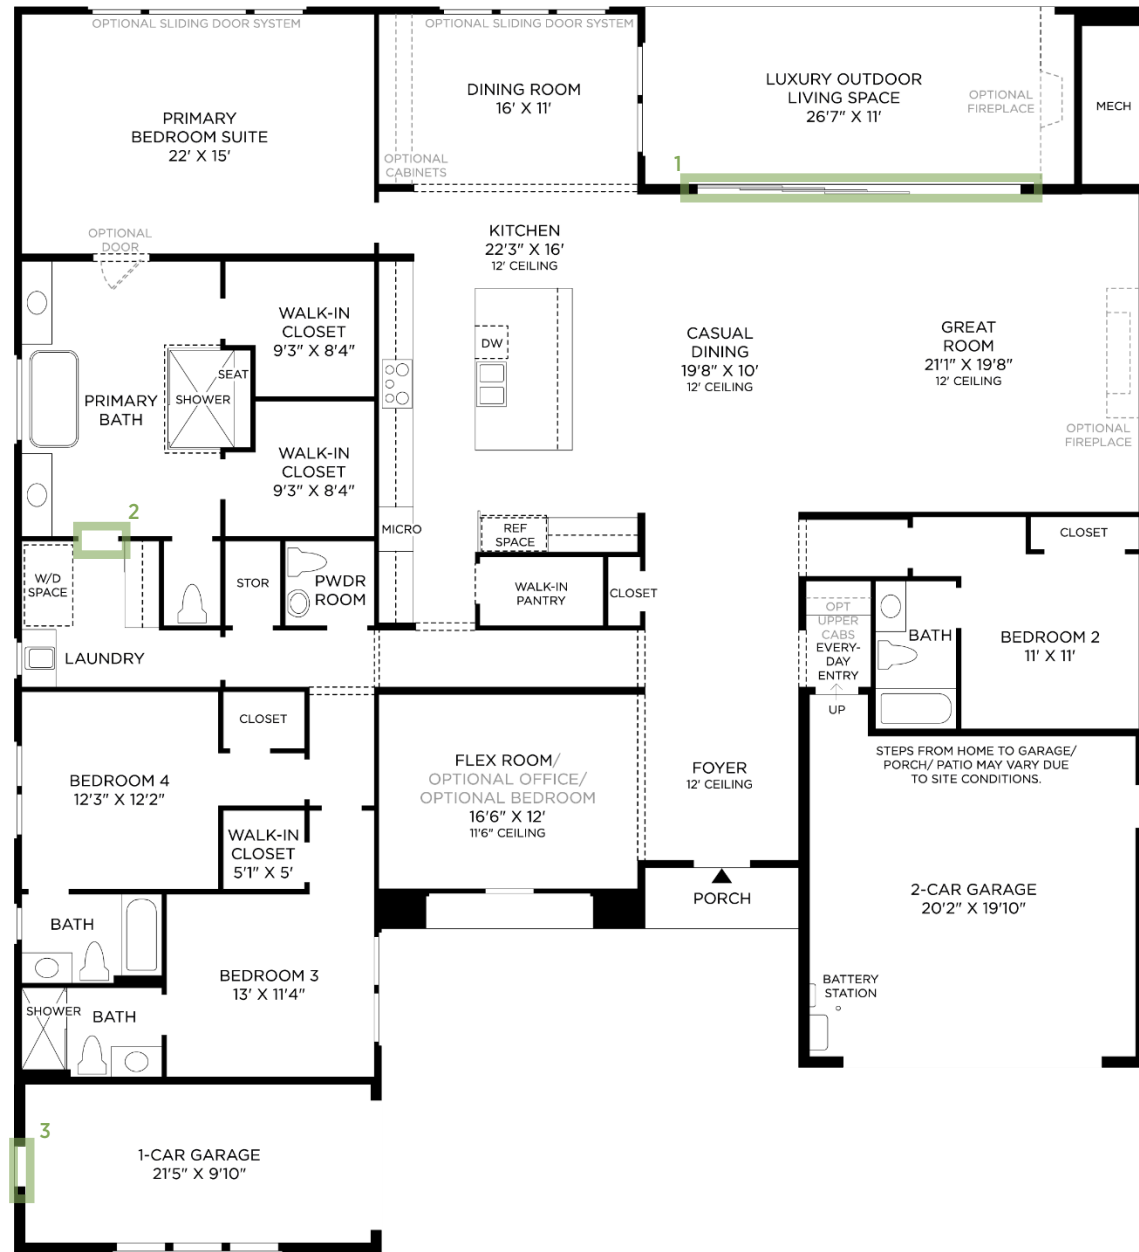 OPTIONAL SLIDING DOOR SYSTEM
OPTIONAL SLIDING DOOR SYSTEM
PRIMARY
BEDROOM SUITE
22' X 15'
DINING ROOM
16' X 11'
OPTIONAL
CABINETS
LUXURY OUTDOOR
LIVING SPACE
26'7" X 11'
OPTIONAL
FIREPLACE
MECH
1
OPTIONAL
DOOR
KITCHEN
22'3" X 16'
12' CEILING
WALK-IN
CLOSET
9'3" X 8'4"
DW
CASUAL
DINING
19'8" X 10'
12' CEILING
GREAT
ROOM
21'1" X 19'8"
12' CEILING
OPTIONAL
FIREPLACE
PRIMARY
BATH
SEAT
SHOWER
WALK-IN
CLOSET
9'3" X 8'4"
2
MICRO
REF
SPACE
CLOSET
W/D
SPACE
STOR
PWDR
ROOM
WALK-IN
PANTRY
CLOSET
OPT
UPPER
CABS
EVERY-
DAY
ENTRY
UP
BATH
BEDROOM 2
11' X 11'
LAUNDRY
CLOSET
BEDROOM 4
12'3" X 12'2"
FLEX ROOM/
OPTIONAL OFFICE/
OPTIONAL BEDROOM
16'6" X 12'
11'6" CEILING
FOYER
12' CEILING
STEPS FROM HOME TO GARAGE/
PORCH/ PATIO MAY VARY DUE
TO SITE CONDITIONS.
WALK-IN
CLOSET
5'1" X 5'
PORCH
2-CAR GARAGE
20'2" X 19'10"
BATH
BEDROOM 3
13' X 11'4"
BATTERY
STATION
SHOWER
BATH
3
1-CAR GARAGE
21'5" X 9'10"